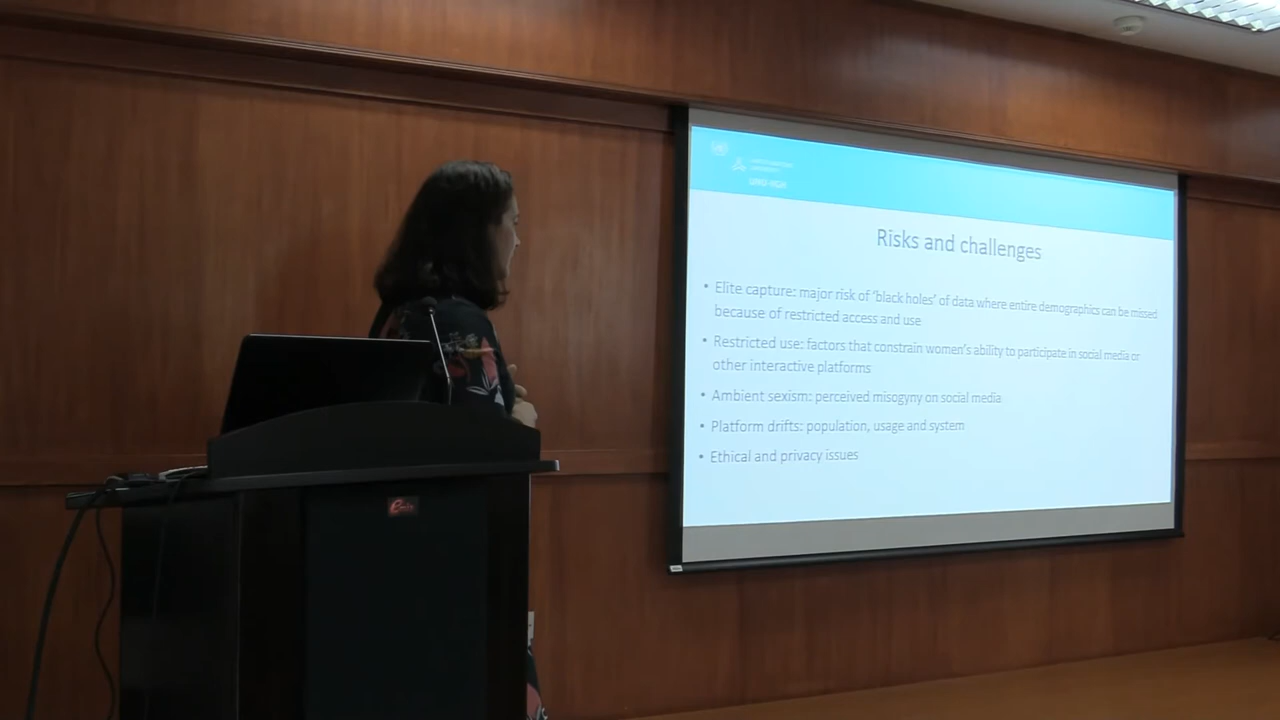 Risks and challenges
• Elite capture: major risk of 'black holes' of data where entire demographics can be missed
because of restricted access and use
• Restricted use: factors that constrain women's ability to participate in social media or
other interactive platforms
• Ambient sexism: perceived misogyny on social media
• Platform drifts: population, usage and system
• Ethical and privacy issues